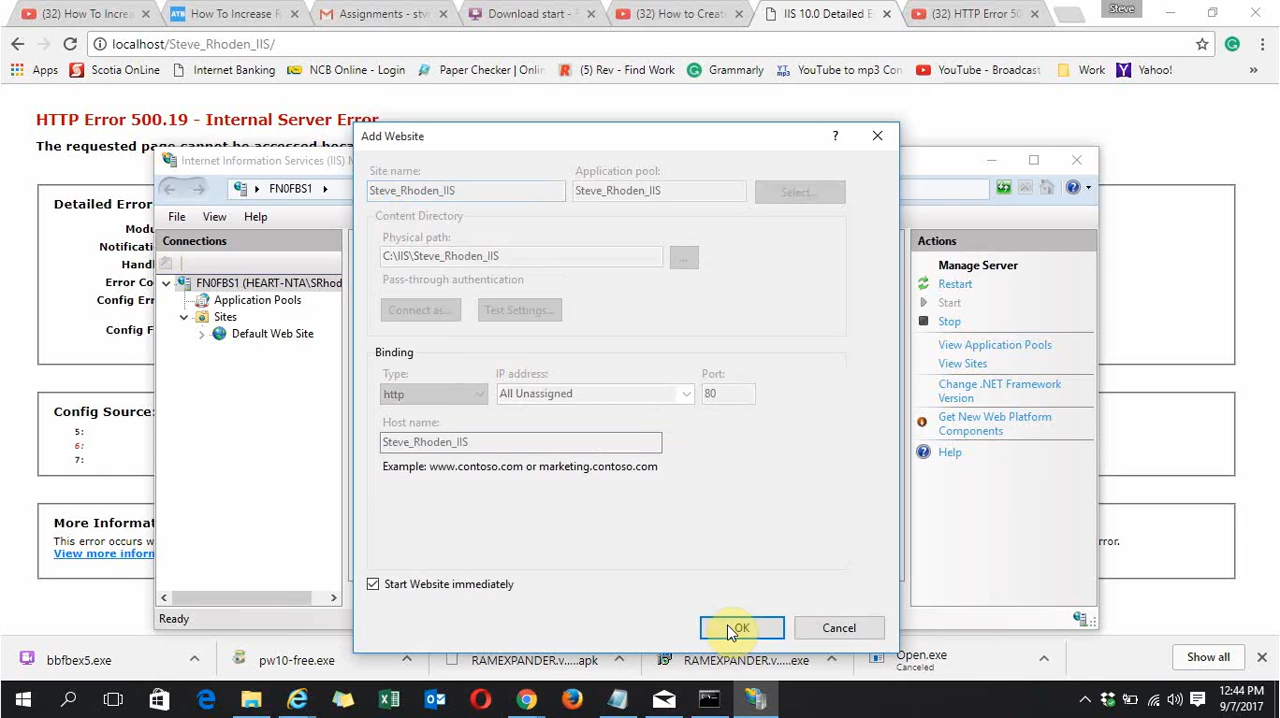 (32) How To Increa
How To Increase R
Assignments - ste
Download start -
(32) How to Create
IIS 10.0 Detailed E
(32) HTTP Error 50
Steve
localhost/Steve_Rhoden_IIS/
Apps
Scotia OnLine
Internet Banking
NCB Online - Login
Paper Checker | Onli
(5) Rev - Find Work
Grammarly
YouTube to mp3 Con
YouTube - Broadcast
Work
Yahoo!
»
HTTP Error 500.19 - Internal Server Error
The requested page cannot be accessed beca
Detailed Error
Modu
Notificatio
Handl
Error Co
Config Err
Config F
Config Source:
5:
6:
7:
More Informa
This error occurs w
View more inform
rror.
Internet Information Services (IIS) M
FN0FBS1
File
View
Help
Connections
FN0FBS1 (HEART-NTA\SRhod
Application Pools
Sites
Default Web Site
Ready
Actions
Manage Server
Restart
Start
Stop
View Application Pools
View Sites
Change .NET Framework
Version
Get New Web Platform
Components
Help
Add Website
?
Site name:
Application pool:
Steve_Rhoden_IIS
Steve_Rhoden_IIS
Select...
Content Directory
Physical path:
C:\IIS\Steve_Rhoden_IIS
...
Pass-through authentication
Connect as...
Test Settings...
Binding
Type:
IP address:
Port:
http
All Unassigned
80
Host name:
Steve_Rhoden_IIS
Example: www.contoso.com or marketing.contoso.com
Start Website immediately
OK
Cancel
bbfbex5.exe
pw10-free.exe
RAMEXPANDER.v.....apk
RAMEXPANDER.v.....exe
Open.exe
Canceled
Show all
12:44 PM
9/7/2017